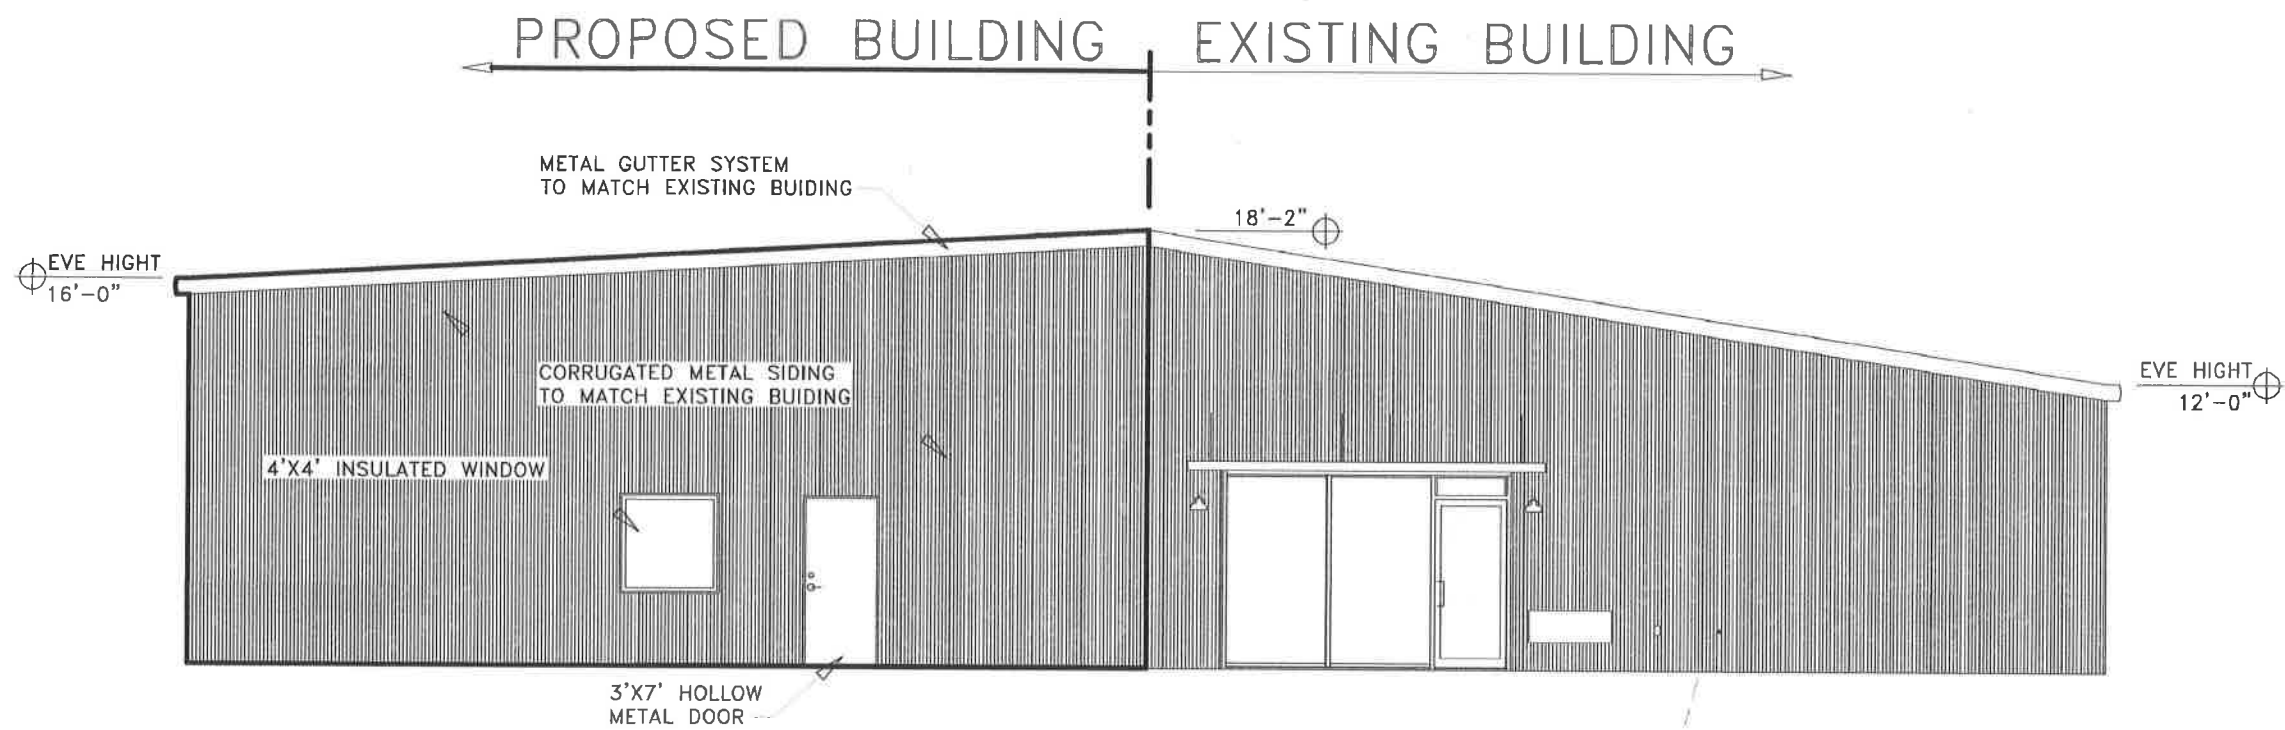 PROPOSED BUILDING
EXISTING BUILDING
METAL GUTTER SYSTEM
TO MATCH EXISTING BUIDING
18'-2"
EVE HIGHT
16'-0"
CORRUGATED METAL SIDING
TO MATCH EXISTING BUIDING
EVE HIGHT
12'-0"
4'X4' INSULATED WINDOW
3'X7' HOLLOW
METAL DOOR